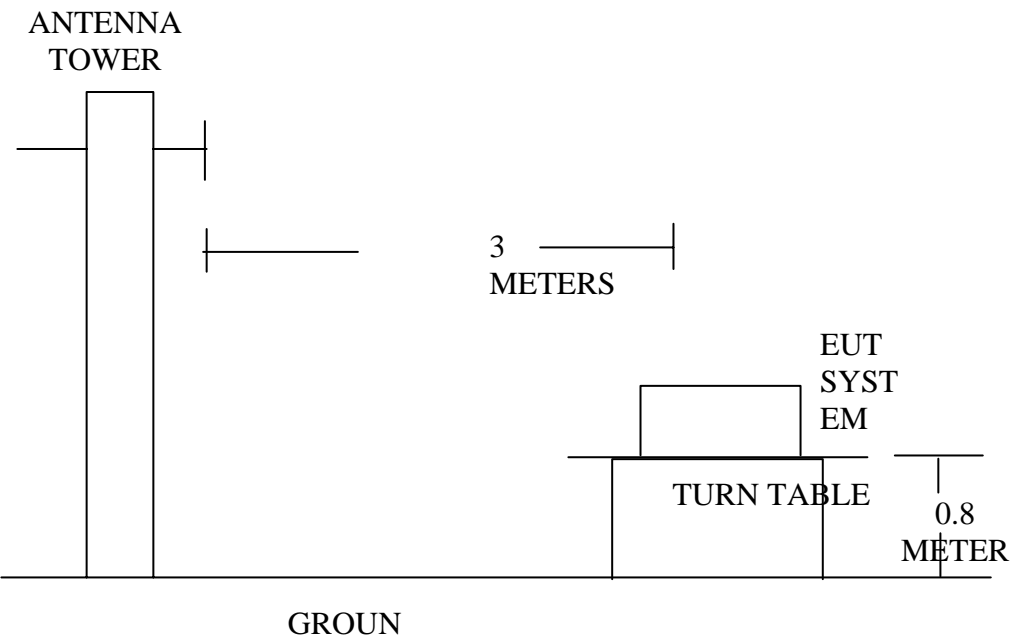 ANTENNA
TOWER
3
METERS
EUT
SYST
EM
TURN TABLE
0.8
METER
GROUN